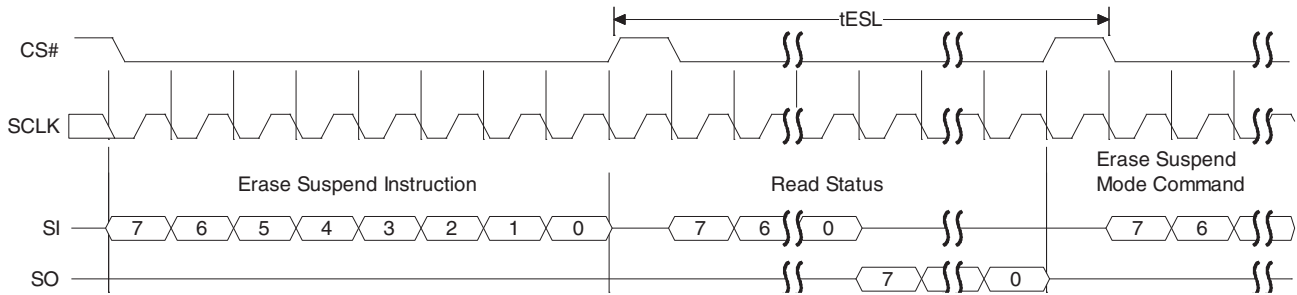 tESL
CS#
SCLK
Erase Suspend Instruction
Read Status
Erase Suspend
Mode Command
SI 7 6 5 4 3 2 1 0 7 6 0 7 6
SO 7 0